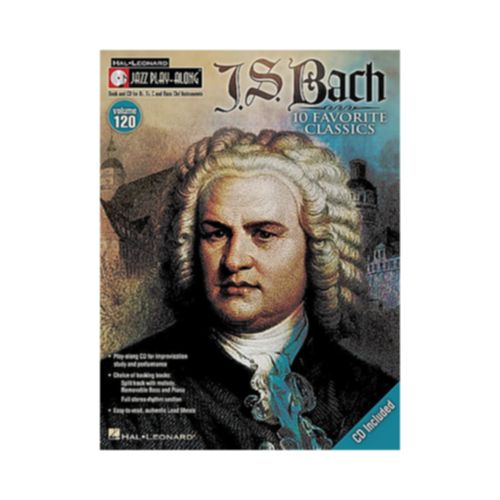 HAL•LEONARD
JAZZ PLAY-ALONG
Book and CD for B♭, E♭, C and Bass Clef Instruments
volume
120
J.S. Bach
10 FAVORITE
CLASSICS
• Play-along CD for improvisation
study and performance
• Choice of backing tracks:
Split track with melody,
Removable Bass and Piano
Full stereo rhythm section
• Easy-to-read, authentic Lead Sheets
CD Included
HAL•LEONARD®